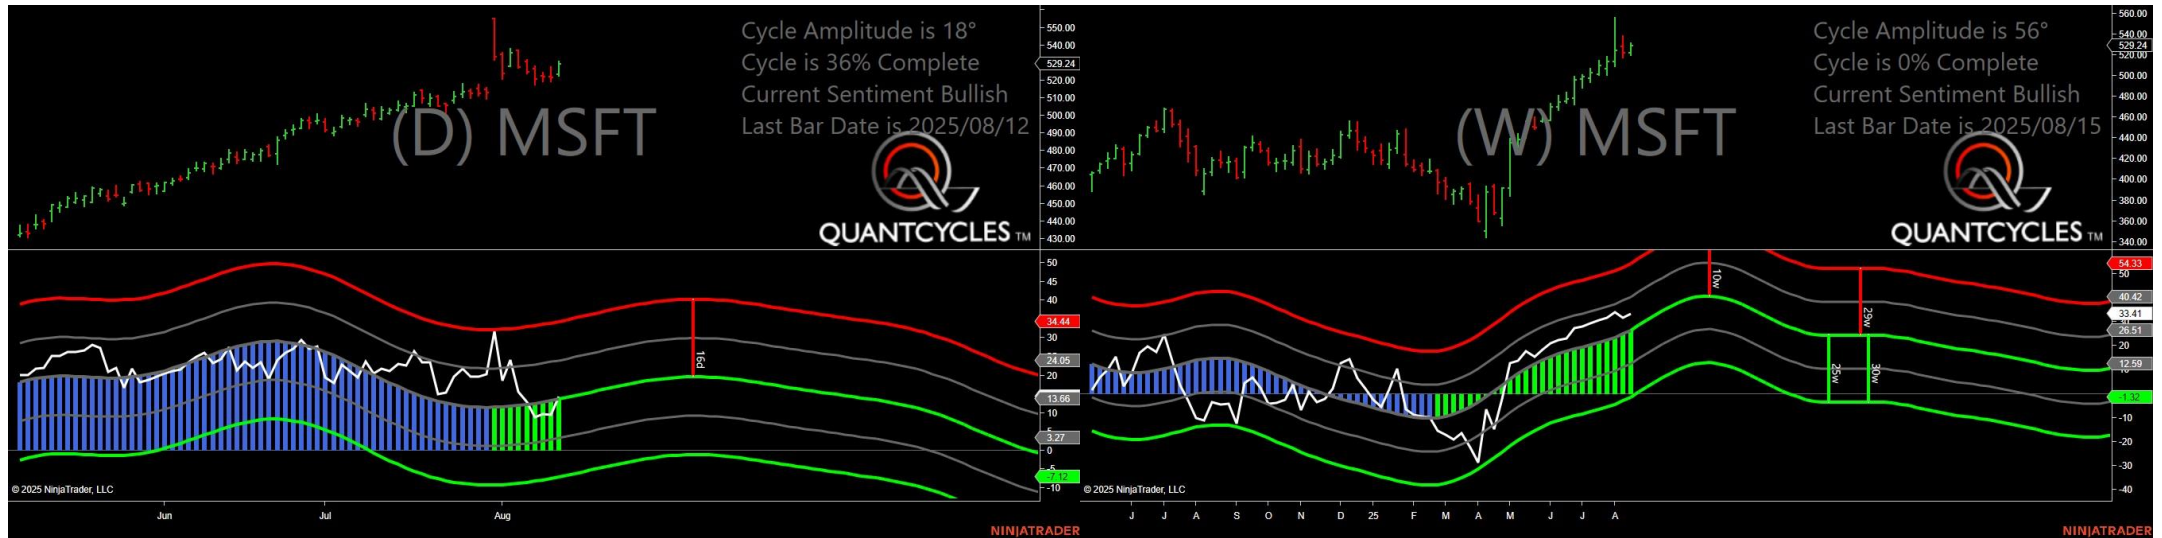 Cycle Amplitude is 18°
Cycle is 36% Complete
Current Sentiment Bullish
Last Bar Date is 2025/08/12
(D) MSFT
QUANTCYCLES TM
550.00
540.00
529.24
520.00
510.00
500.00
490.00
480.00
470.00
460.00
450.00
440.00
430.00
50
45
40
34.44
30
24.05
20
13.66
10
3.27
0
-5
-7.12
-10
16d
© 2025 NinjaTrader, LLC
Jun Jul Aug
NINJATRADER
Cycle Amplitude is 56°
Cycle is 0% Complete
Current Sentiment Bullish
Last Bar Date is 2025/08/15
(W) MSFT
QUANTCYCLES TM
560.00
540.00
529.24
520.00
500.00
480.00
460.00
440.00
420.00
400.00
380.00
360.00
340.00
54.33
50
40.42
33.41
26.51
20
12.59
-1.32
-10
-20
-30
-40
10w
29w
25w
30w
© 2025 NinjaTrader, LLC
J J A S O N D 25 F M A M J J A
NINJATRADER